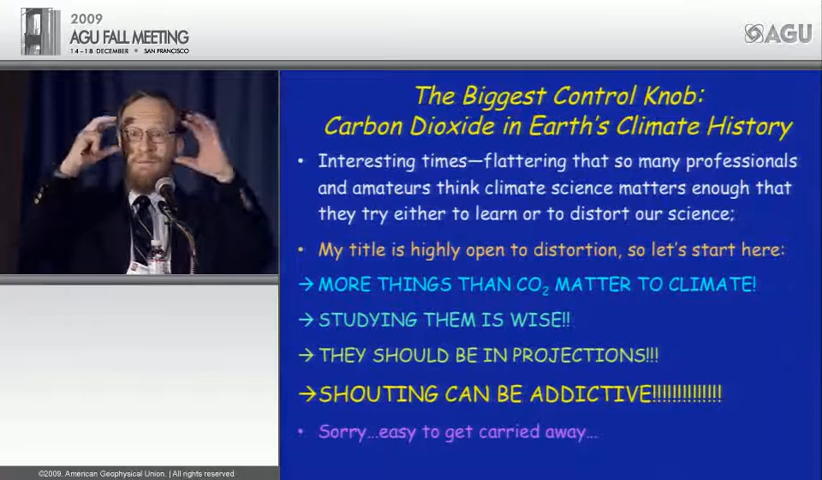 2009
AGU FALL MEETING
14-18 DECEMBER • SAN FRANCISCO
AGU
The Biggest Control Knob:
Carbon Dioxide in Earth's Climate History
• Interesting times—flattering that so many professionals
and amateurs think climate science matters enough that
they try either to learn or to distort our science;
• My title is highly open to distortion, so let's start here:
→MORE THINGS THAN CO₂ MATTER TO CLIMATE!
→STUDYING THEM IS WISE!!
→THEY SHOULD BE IN PROJECTIONS!!!
→SHOUTING CAN BE ADDICTIVE!!!!!!!!!!!!!!
• Sorry…easy to get carried away…
©2009. American Geophysical Union. | All rights reserved.